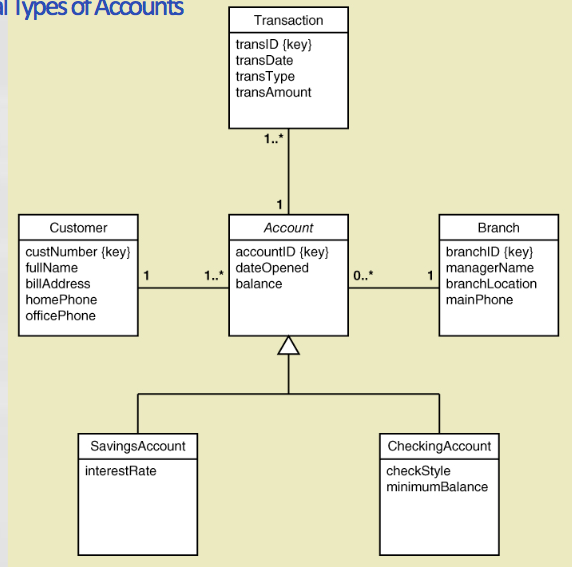 al Types of Accounts
Transaction
transID {key}
transDate
transType
transAmount
1..*
1
Customer
custNumber {key}
fullName
billAddress
homePhone
officePhone
1
1..*
Account
accountID {key}
dateOpened
balance
0..*
1
Branch
branchID {key}
managerName
branchLocation
mainPhone
SavingsAccount
interestRate
CheckingAccount
checkStyle
minimumBalance